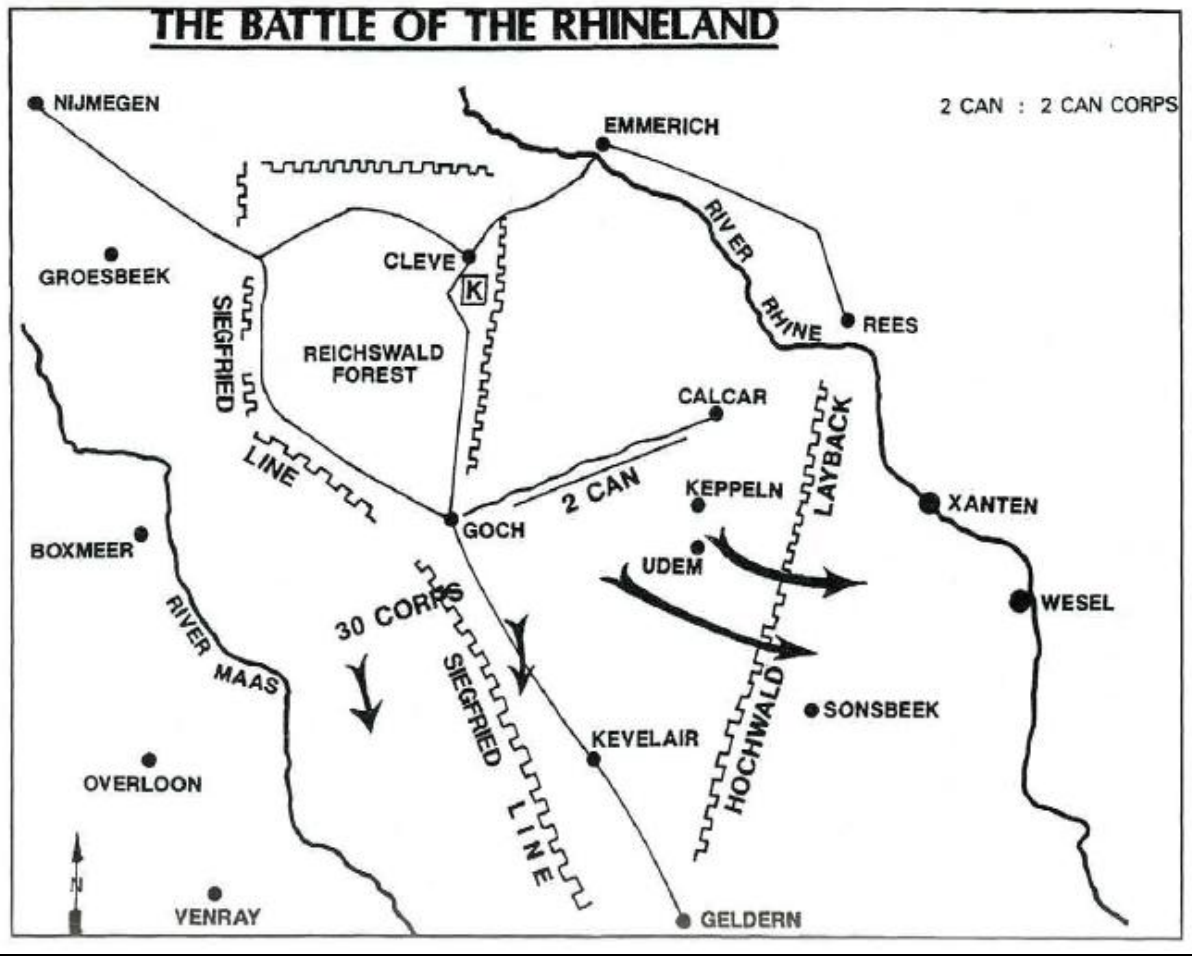 THE BATTLE OF THE RHINELAND
NIJMEGEN
2 CAN : 2 CAN CORPS
EMMERICH
RIVER
RHINE
GROESBEEK
CLEVE
K
SIEGFRIED
LINE
REICHSWALD
FOREST
REES
CALCAR
LAYBACK
HOCHWALD
2 CAN
KEPPELN
XANTEN
GOCH
BOXMEER
UDEM
WESEL
30 CORPS
RIVER
MAAS
SIEGFRIED
LINE
SONSBEEK
KEVELAIR
OVERLOON
N
VENRAY
GELDERN